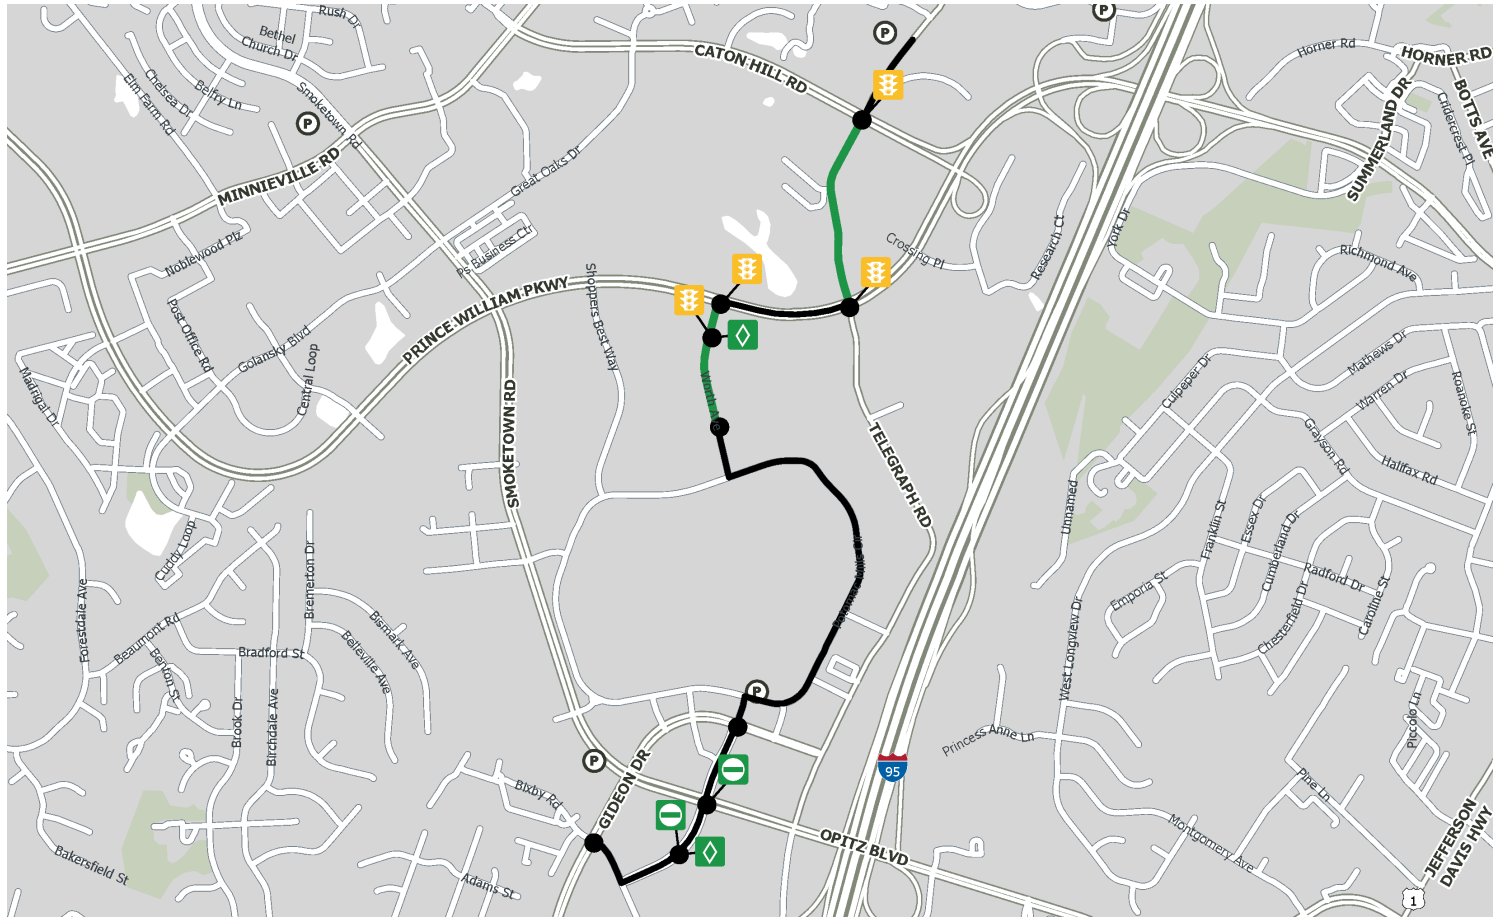 Rush Dr
P
P
Bethel
Church Dr
CATON HILL RD
Horner Rd
HORNER RD
Elm Farm Rd
Chelsea Dr
Belfry Ln
Smoketown Rd
P
SUMMERLAND DR
BOTTS AVE
Cridercrest Pl
MINNIEVILLE RD
Great Oaks Dr
Noblewood Plz
Ps Business Ctr
Crossing Pl
Research Ct
York Dr
Richmond Ave
Shoppers Best Way
PRINCE WILLIAM PKWY
Post Office Rd
Golansky Blvd
Central Loop
Madrigal Dr
SMOKETOWN RD
Worth Ave
TELEGRAPH RD
Culpeper Dr
Mathews Dr
Warren Dr
Roanoke St
Grayson Rd
Halifax Rd
Unnamed
Franklin St
Essex Dr
Cumberland Dr
Cuddy Loop
Forestdale Ave
Bremerton Dr
Bismark Ave
Belleville Ave
Beaumont Rd
Benton St
Bradford St
Brook Dr
Birchdale Ave
Emporia St
Radford Dr
Chesterfield Dr
Caroline St
West Longview Dr
P
P
GIDEON DR
Bixby Rd
95
Princess Anne Ln
Piccolo Ln
Pine Ln
OPITZ BLVD
Montgomery Ave
JEFFERSON
DAVIS HWY
Bakersfield St
Adams St
1